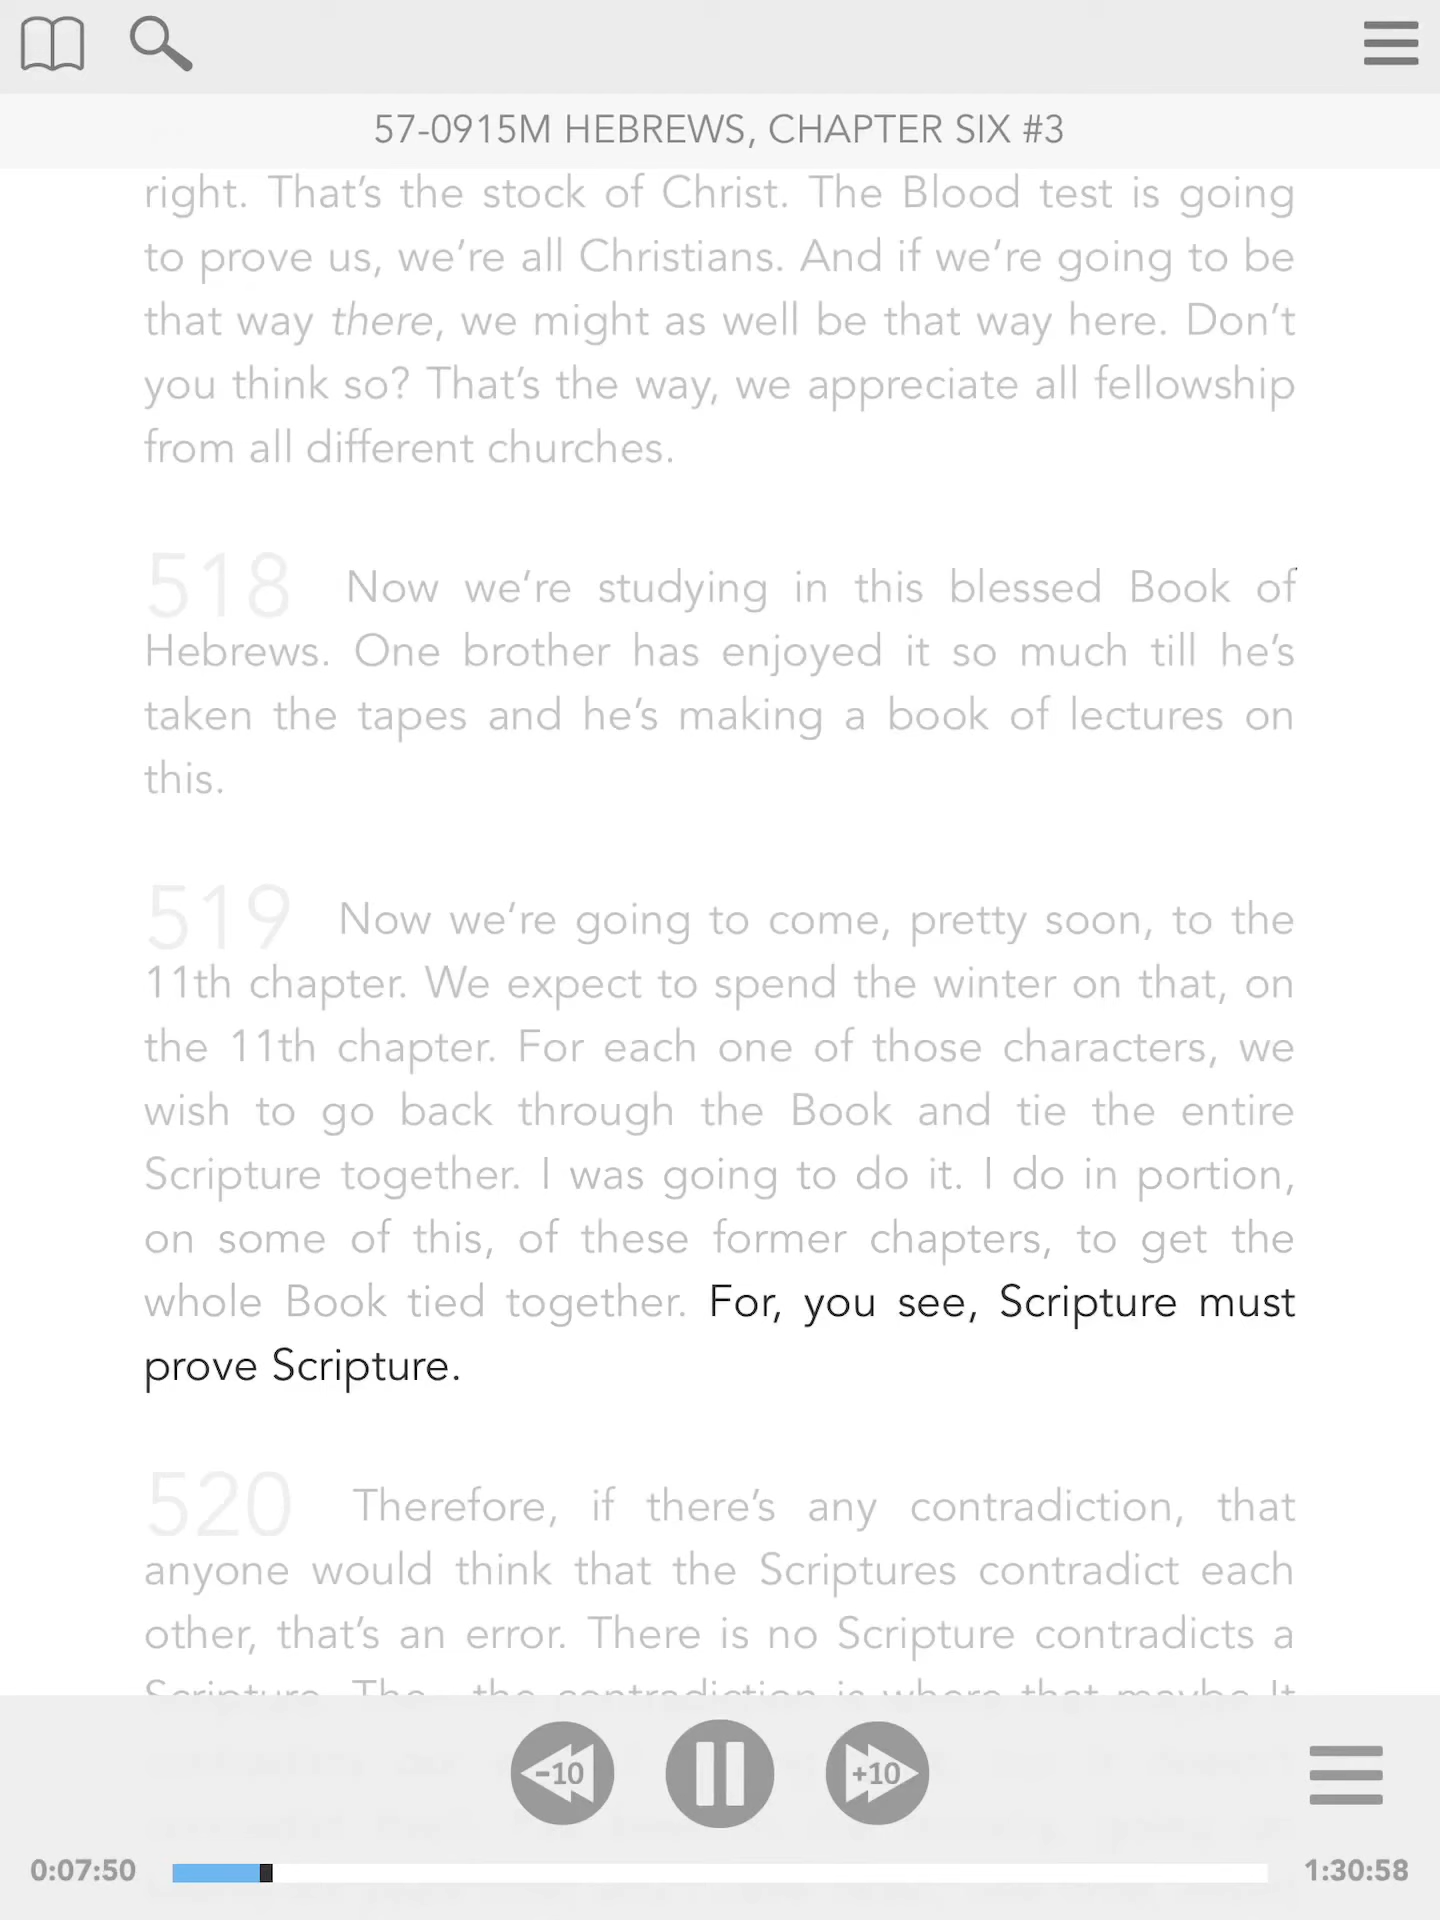 57-0915M HEBREWS, CHAPTER SIX #3
right. That’s the stock of Christ. The Blood test is going
to prove us, we’re all Christians. And if we’re going to be
that way there, we might as well be that way here. Don’t
you think so? That’s the way, we appreciate all fellowship
from all different churches.
518 Now we’re studying in this blessed Book of
Hebrews. One brother has enjoyed it so much till he’s
taken the tapes and he’s making a book of lectures on
this.
519 Now we’re going to come, pretty soon, to the
11th chapter. We expect to spend the winter on that, on
the 11th chapter. For each one of those characters, we
wish to go back through the Book and tie the entire
Scripture together. I was going to do it. I do in portion,
on some of this, of these former chapters, to get the
whole Book tied together. For, you see, Scripture must
prove Scripture.
520 Therefore, if there’s any contradiction, that
anyone would think that the Scriptures contradict each
other, that’s an error. There is no Scripture contradicts a
Scripture. The…the contradiction is where that maybe It
-10 +10
0:07:50 1:30:58